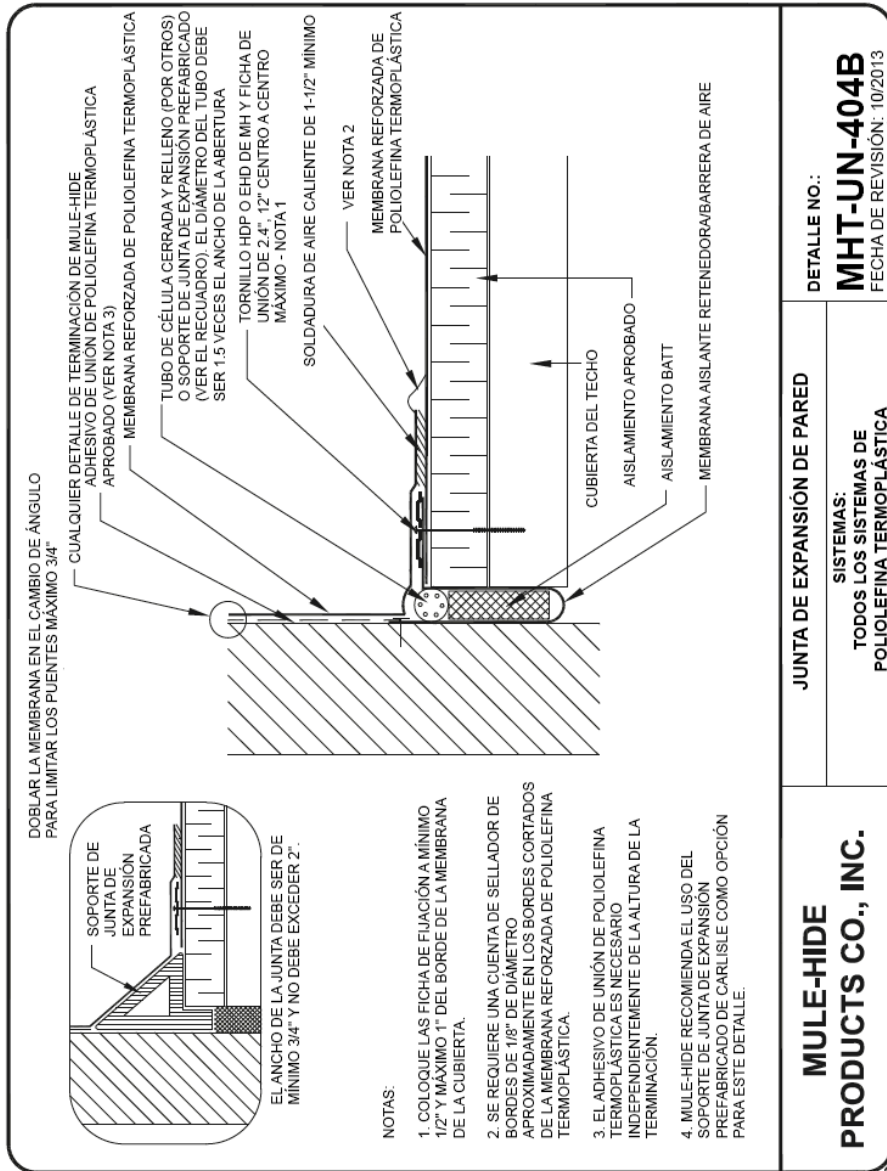 DOBLAR LA MEMBRANA EN EL CAMBIO DE ÁNGULO
PARA LIMITAR LOS PUENTES MÁXIMO 3/4"
CUALQUIER DETALLE DE TERMINACIÓN DE MULE-HIDE
ADHESIVO DE UNIÓN DE POLIOLEFINA TERMOPLÁSTICA
APROBADO (VER NOTA 3)
MEMBRANA REFORZADA DE POLIOLEFINA TERMOPLÁSTICA
TUBO DE CÉLULA CERRADA Y RELLENO (POR OTROS)
O SOPORTE DE JUNTA DE EXPANSIÓN PREFABRICADO
(VER EL RECUADRO). EL DIÁMETRO DEL TUBO DEBE
SER 1.5 VECES EL ANCHO DE LA ABERTURA
TORNILLO HDP O EHD DE MH Y FICHA DE
UNIÓN DE 2.4", 12" CENTRO A CENTRO
MÁXIMO - NOTA 1
SOLDADURA DE AIRE CALIENTE DE 1-1/2" MÍNIMO
VER NOTA 2
MEMBRANA REFORZADA DE
POLIOLEFINA TERMOPLÁSTICA
CUBIERTA DEL TECHO
AISLAMIENTO APROBADO
AISLAMIENTO BATT
MEMBRANA AISLANTE RETENEDORA/BARRERA DE AIRE
SOPORTE DE
JUNTA DE
EXPANSIÓN
PREFABRICADA
EL ANCHO DE LA JUNTA DEBE SER DE
MÍNIMO 3/4" Y NO DEBE EXCEDER 2".
NOTAS:
1. COLOQUE LAS FICHA DE FIJACIÓN A MÍNIMO
1/2" Y MÁXIMO 1" DEL BORDE DE LA MEMBRANA
DE LA CUBIERTA.
2. SE REQUIERE UNA CUENTA DE SELLADOR DE
BORDES DE 1/8" DE DIÁMETRO
APROXIMADAMENTE EN LOS BORDES CORTADOS
DE LA MEMBRANA REFORZADA DE POLIOLEFINA
TERMOPLÁSTICA.
3. EL ADHESIVO DE UNIÓN DE POLIOLEFINA
TERMOPLÁSTICA ES NECESARIO
INDEPENDIENTEMENTE DE LA ALTURA DE LA
TERMINACIÓN.
4. MULE-HIDE RECOMIENDA EL USO DEL
SOPORTE DE JUNTA DE EXPANSIÓN
PREFABRICADO DE CARLISLE COMO OPCIÓN
PARA ESTE DETALLE.
MULE-HIDE
PRODUCTS CO., INC.
JUNTA DE EXPANSIÓN DE PARED
SISTEMAS:
TODOS LOS SISTEMAS DE
POLIOLEFINA TERMOPLÁSTICA
DETALLE NO.:
MHT-UN-404B
FECHA DE REVISIÓN: 10/2013